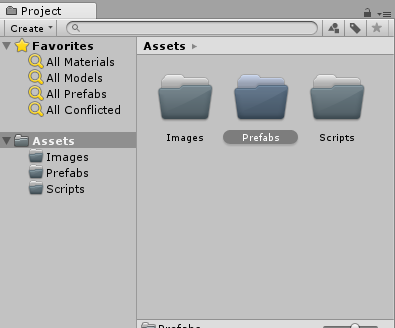 Project
Create
Favorites
All Materials
All Models
All Prefabs
All Conflicted
Assets
Images
Prefabs
Scripts
Assets
Images
Prefabs
Scripts
Prefabs